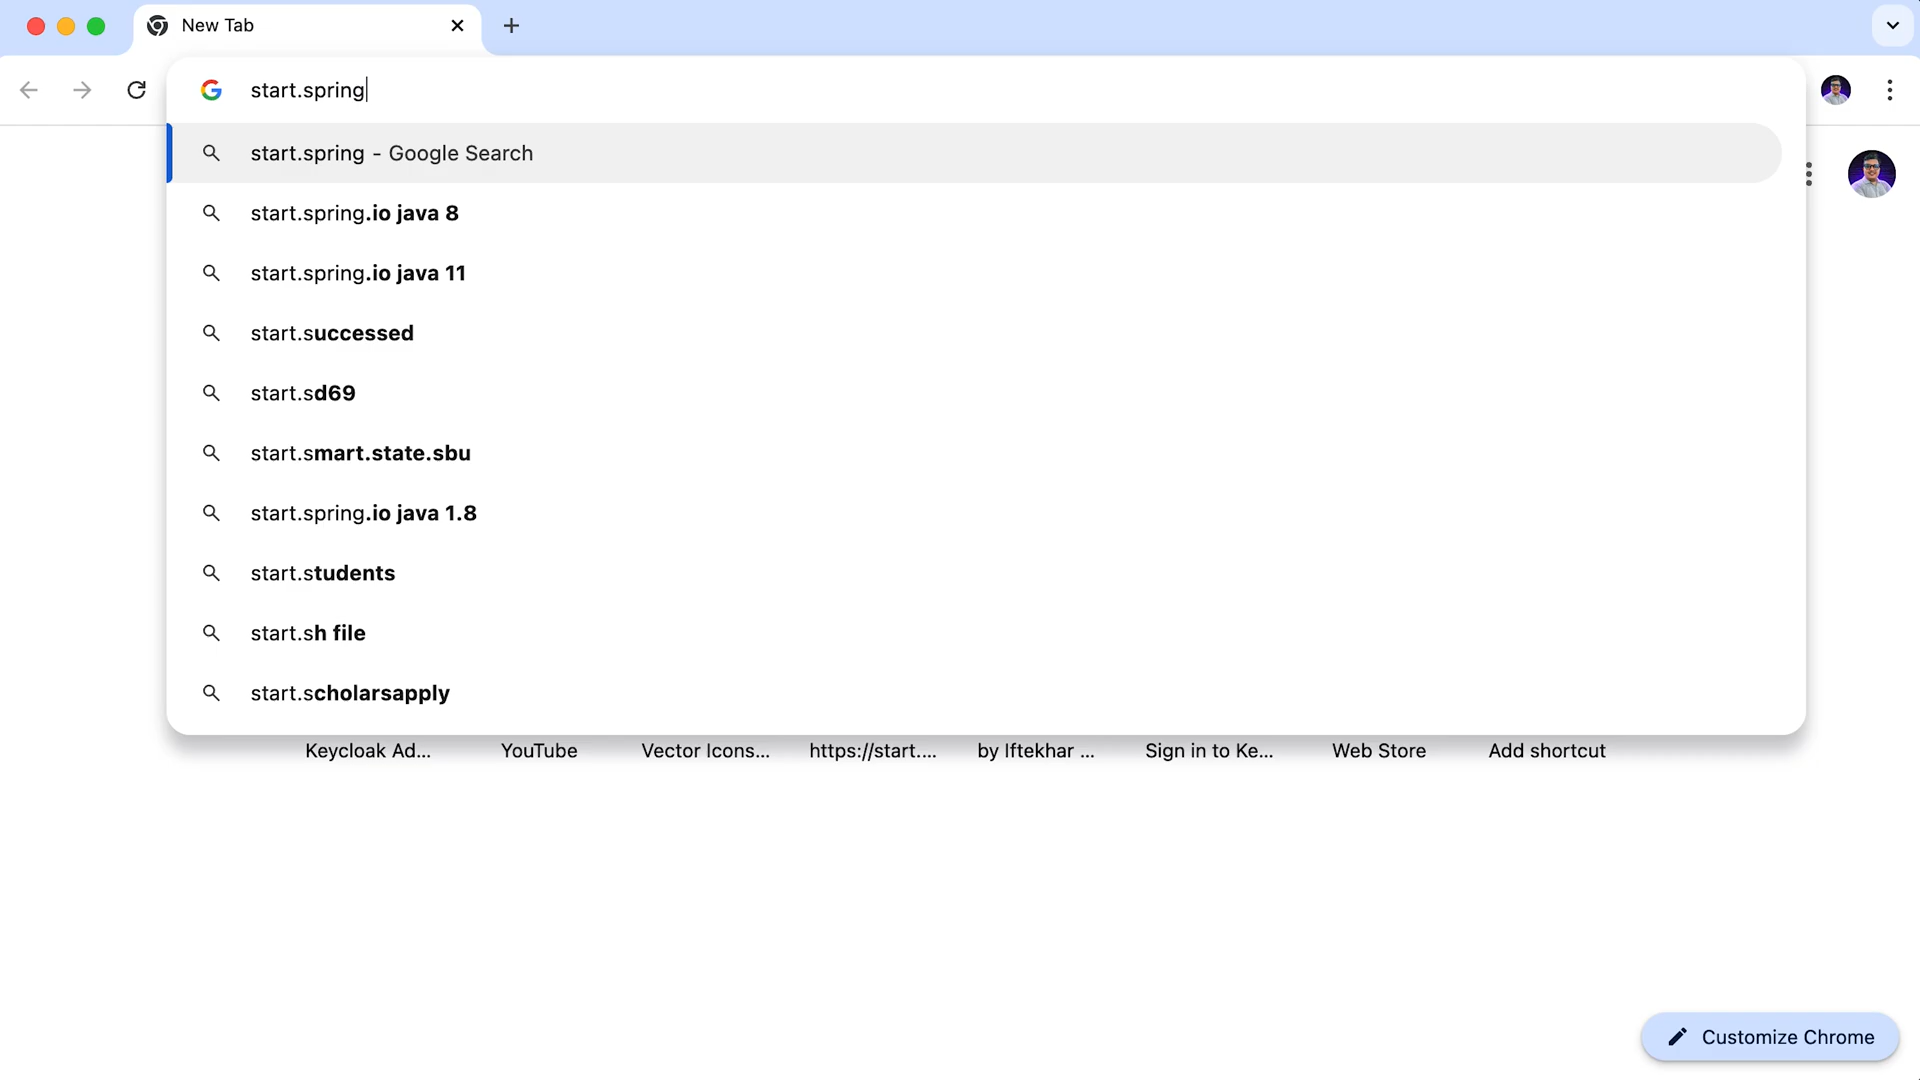 New Tab
start.spring
start.spring - Google Search
start.spring.io java 8
start.spring.io java 11
start.successed
start.sd69
start.smart.state.sbu
start.spring.io java 1.8
start.students
start.sh file
start.scholarsapply
Keycloak Ad... YouTube Vector Icons... https://start.... by Iftekhar ... Sign in to Ke... Web Store Add shortcut
Customize Chrome